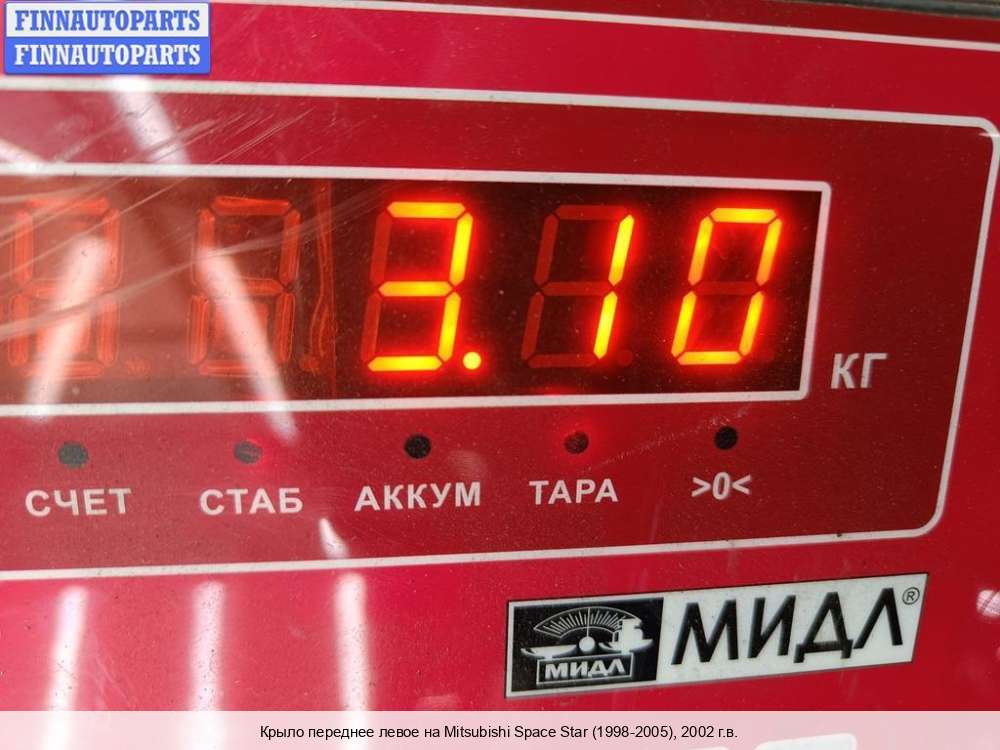 FINNAUTOPARTS
FINNAUTOPARTS
3.10
КГ
СЧЕТ СТАБ АККУМ ТАРА >0<
МИДЛ МИДЛ®
Крыло переднее левое на Mitsubishi Space Star (1998-2005), 2002 г.в.